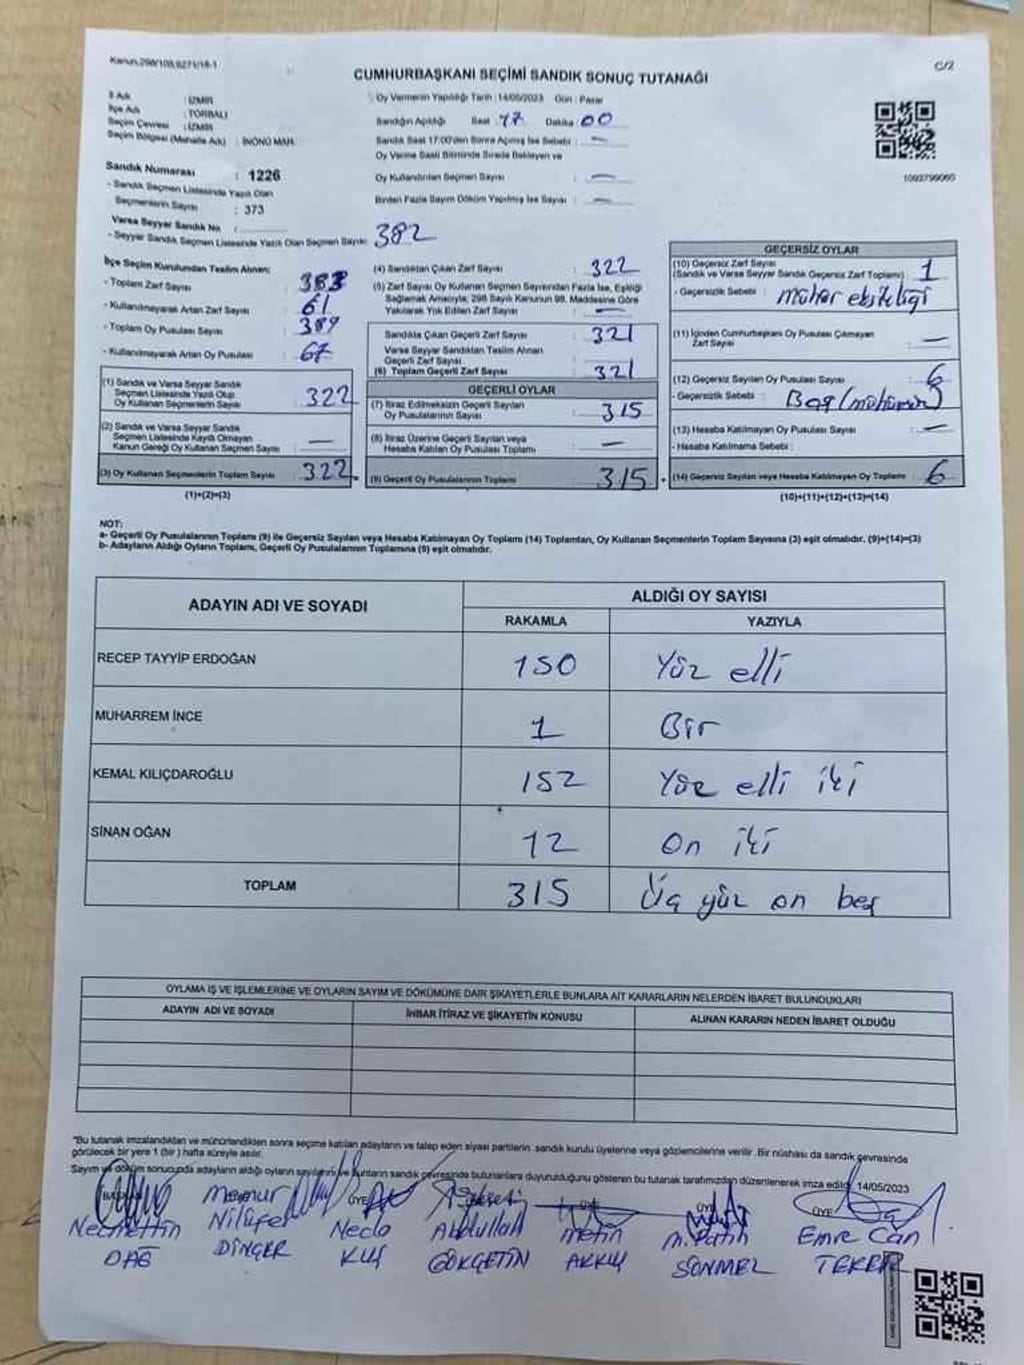 Kanun:298/108,6271/18-1
C/2
CUMHURBAŞKANI SEÇİMİ SANDIK SONUÇ TUTANAĞI
İl Adı : İZMİR
İlçe Adı : TORBALI
Seçim Çevresi : İZMİR
Seçim Bölgesi (Mahalle Adı) : İNÖNÜ MAH.
Oy Vermenin Yapıldığı Tarih : 14/05/2023 Gün : Pazar
Sandığın Açıldığı Saat 17 Dakika 00
Sandık Saat 17:00'den Sonra Açılmış İse Sebebi : —
Oy Verme Saati Bitiminde Sırada Bekleyen ve
Oy Kullandırılan Seçmen Sayısı : —
Birden Fazla Sayım Döküm Yapılmış İse Sayısı : —
1093799060
Sandık Numarası : 1226
- Sandık Seçmen Listesinde Yazılı Olan
Seçmenlerin Sayısı : 373
Varsa Seyyar Sandık No :
- Seyyar Sandık Seçmen Listesinde Yazılı Olan Seçmen Sayısı: 382
İlçe Seçim Kurulundan Teslim Alınan:
- Toplam Zarf Sayısı : 383
- Kullanılmayarak Artan Zarf Sayısı : 61
- Toplam Oy Pusulası Sayısı : 389
- Kullanılmayarak Artan Oy Pusulası : 67
(1) Sandık ve Varsa Seyyar Sandık
Seçmen Listesinde Yazılı Olup
Oy Kullanan Seçmenlerin Sayısı : 322
(2) Sandık ve Varsa Seyyar Sandık
Seçmen Listesinde Kayıtlı Olmayan
Kanun Gereği Oy Kullanan Seçmen Sayısı : —
(3) Oy Kullanan Seçmenlerin Toplam Sayısı : 322
(1)+(2)=(3)
(4) Sandıktan Çıkan Zarf Sayısı : 322
(5) Zarf Sayısı Oy Kullanan Seçmen Sayısından Fazla İse, Eşitliği
Sağlamak Amacıyla; 298 Sayılı Kanunun 98. Maddesine Göre
Yakılarak Yok Edilen Zarf Sayısı : —
Sandıkta Çıkan Geçerli Zarf Sayısı : 321
Varsa Seyyar Sandıktan Teslim Alınan
Geçerli Zarf Sayısı :
(6) Toplam Geçerli Zarf Sayısı : 321
GEÇERLİ OYLAR
(7) İtiraz Edilmeksizin Geçerli Sayılan
Oy Pusulalarının Sayısı : 315
(8) İtiraz Üzerine Geçerli Sayılan veya
Hesaba Katılan Oy Pusulası Toplamı : —
(9) Geçerli Oy Pusulalarının Toplamı : 315
GEÇERSİZ OYLAR
(10) Geçersiz Zarf Sayısı
(Sandık ve Varsa Seyyar Sandık Geçersiz Zarf Toplamı) : 1
- Geçersizlik Sebebi : mühür eksikliği
(11) İçinden Cumhurbaşkanı Oy Pusulası Çıkmayan
Zarf Sayısı : —
(12) Geçersiz Sayılan Oy Pusulası Sayısı : 6
- Geçersizlik Sebebi :
(13) Hesaba Katılmayan Oy Pusulası Sayısı : —
- Hesaba Katılmama Sebebi :
(14) Geçersiz Sayılan veya Hesaba Katılmayan Oy Toplamı : 6
(10)+(11)+(12)+(13)=(14)
NOT:
a- Geçerli Oy Pusulalarının Toplamı (9) ile Geçersiz Sayılan veya Hesaba Katılmayan Oy Toplamı (14) Toplamları, Oy Kullanan Seçmenlerin Toplam Sayısına (3) eşit olmalıdır. (9)+(14)=(3)
b- Adayların Aldığı Oyların Toplamı, Geçerli Oy Pusulalarının Toplamına (9) eşit olmalıdır.
ADAYIN ADI VE SOYADI
ALDIĞI OY SAYISI
RAKAMLA YAZIYLA
RECEP TAYYİP ERDOĞAN 150 Yüz elli
MUHARREM İNCE 1 Bir
KEMAL KILIÇDAROĞLU 152 Yüz elli iki
SİNAN OĞAN 12 On iki
TOPLAM 315 Üç yüz on beş
OYLAMA İŞ VE İŞLEMLERİNE VE OYLARIN SAYIM VE DÖKÜMÜNE DAİR ŞİKAYETLERLE BUNLARA AİT KARARLARIN NELERDEN İBARET BULUNDUKLARI
ADAYIN ADI VE SOYADI İHBAR İTİRAZ VE ŞİKAYETİN KONUSU ALINAN KARARIN NEDEN İBARET OLDUĞU
*Bu tutanak imzalandıktan ve mühürlendikten sonra seçime katılan adayların ve talep eden siyasi partilerin, sandık kurulu üyelerine veya gözlemcilerine verilir. Bir nüshası da sandık çevresinde
görülecek bir yere 1 (bir) hafta süreyle asılır.
Sayım ve döküm sonucunda adayların aldığı oyların sayılarının ve bunların sandık çevresinde bulunanlara duyurulduğunu gösteren bu tutanak tarafımızdan düzenlenerek imza edildi. 14/05/2023
Memur ÜYE ÜYE ÜYE ÜYE
Necmettin Nilüfer Necla Abdullah Metin M.Fatih Emre Can
DAĞ DİNÇER KUŞ GÖKÇETİN AKKUŞ SÖNMEZ TEKER